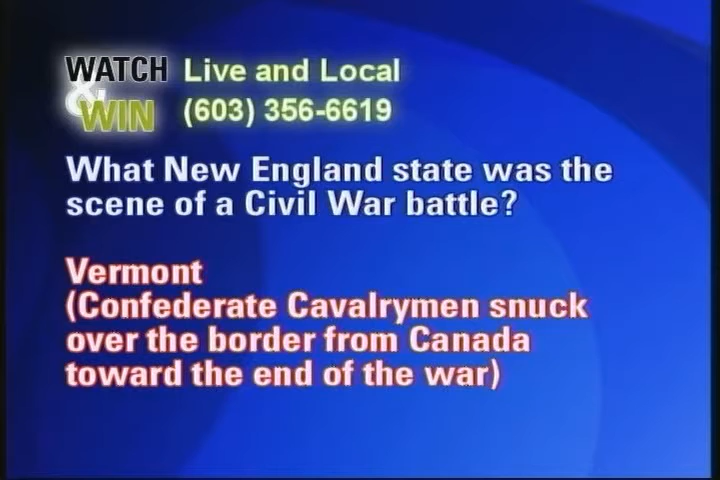 WATCH Live and Local
& WIN (603) 356-6619
What New England state was the
scene of a Civil War battle?
Vermont
(Confederate Cavalrymen snuck
over the border from Canada
toward the end of the war)